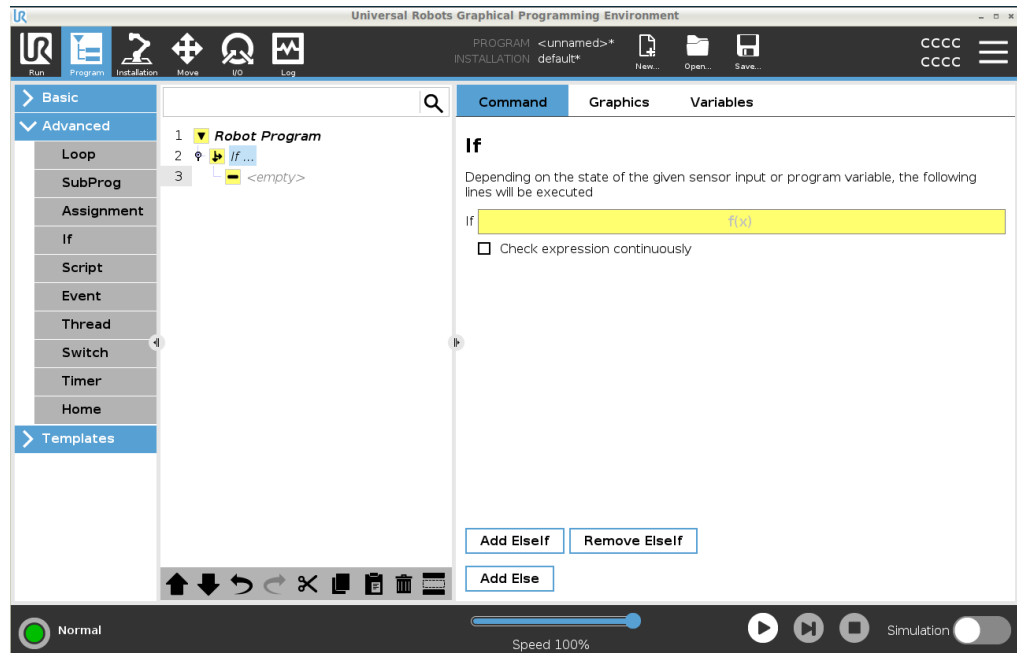 Universal Robots Graphical Programming Environment
UR
Run
Program
Installation
Move
I/O
Log
PROGRAM <unnamed>*
INSTALLATION default*
New...
Open...
Save...
CCCC
CCCC
Basic
Advanced
Loop
SubProg
Assignment
If
Script
Event
Thread
Switch
Timer
Home
Templates
1 Robot Program
2 If ...
3 <empty>
Command Graphics Variables
If
Depending on the state of the given sensor input or program variable, the following
lines will be executed
If f(x)
Check expression continuously
Add ElseIf Remove ElseIf
Add Else
Normal
Speed 100%
Simulation